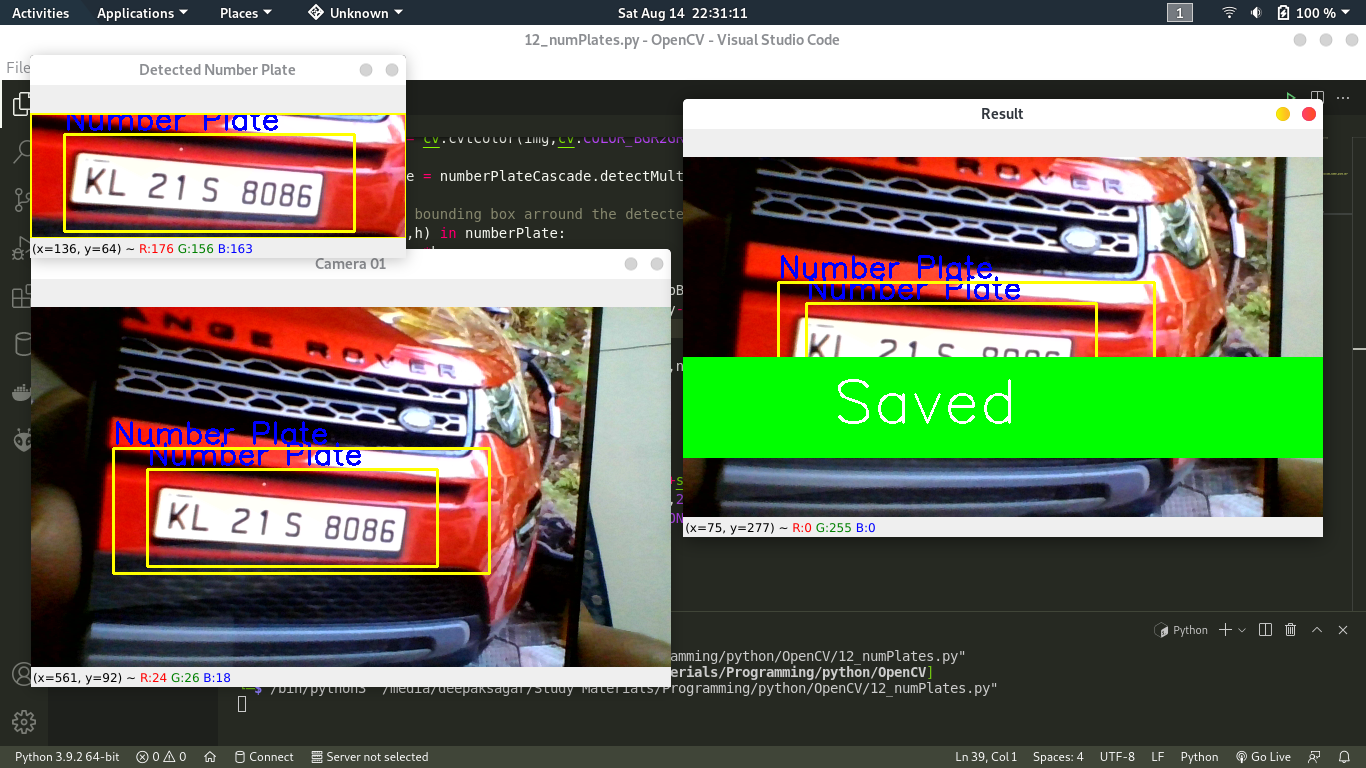 Activities Applications Places Unknown Sat Aug 14 22:31:11 1 100 %
12_numPlates.py - OpenCV - Visual Studio Code
File
Detected Number Plate
Number Plate
KL 21 S 8086
(x=136, y=64) ~ R:176 G:156 B:163
cv.cvtColor(img,cv.COLOR_BGR2GR
e = numberPlateCascade.detectMult
bounding box arround the detecte
,h) in numberPlate:
Camera 01
ANGE ROVER
Number Plate
Number Plate
KL 21 S 8086
(x=561, y=92) ~ R:24 G:26 B:18
Result
ROVER
Number Plate
Number Plate
KL 21 S 8086
Saved
(x=75, y=277) ~ R:0 G:255 B:0
Python
amming/python/OpenCV/12_numPlates.py"
erials/Programming/python/OpenCV]
$ /bin/python3 "/media/deepaksagar/Study Materials/Programming/python/OpenCV/12_numPlates.py"
Python 3.9.2 64-bit 0 0 Connect Server not selected Ln 39, Col 1 Spaces: 4 UTF-8 LF Python Go Live